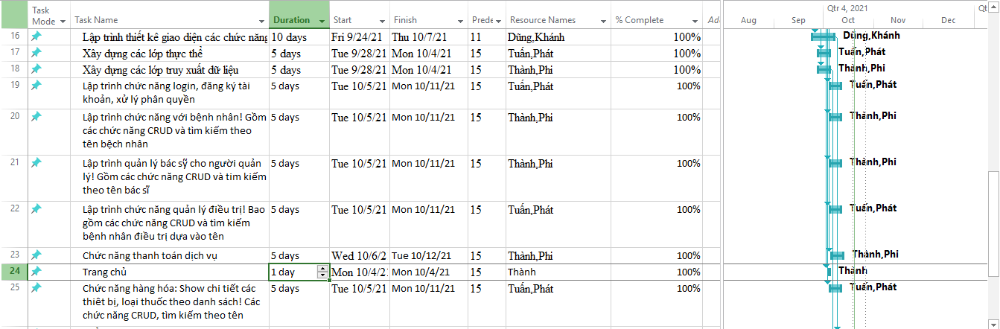 Task Mode Task Name Duration Start Finish Prede Resource Names % Complete Ad
Qtr 4, 2021 Qt
Aug Sep Oct Nov Dec
16 Lập trình thiết kê giao diện các chức năng 10 days Fri 9/24/21 Thu 10/7/21 11 Dũng,Khánh 100% Dũng,Khánh
17 Xây dựng các lớp thực thể 5 days Tue 9/28/21 Mon 10/4/21 15 Tuấn,Phát 100% Tuấn,Phát
18 Xây dựng các lớp truy xuất dữ liệu 5 days Tue 9/28/21 Mon 10/4/21 15 Thành,Phi 100% Thành,Phi
19 Lập trình chức năng login, đăng ký tài 5 days Tue 10/5/21 Mon 10/11/21 15 Tuấn,Phát 100% Tuấn,Phát
khoản, xử lý phân quyền
20 Lập trình chức năng với bệnh nhân! Gồm 5 days Tue 10/5/21 Mon 10/11/21 15 Thành,Phi 100% Thành,Phi
các chức năng CRUD và tìm kiếm theo
tên bệch nhân
21 Lập trình quản lý bác sỹ cho người quản 5 days Tue 10/5/21 Mon 10/11/21 15 Thành,Phi 100% Thành,Phi
lý! Gồm các chức năng CRUD và tim kiếm
theo tên bác sĩ
22 Lập trình chức năng quản lý điều trị! Bao 5 days Tue 10/5/21 Mon 10/11/21 15 Tuấn,Phát 100% Tuấn,Phát
gồm các chức năng CRUD và tìm kiếm
bệnh nhân điều trị dựa vào tên
23 Chức năng thanh toán dịch vụ 5 days Wed 10/6/2 Tue 10/12/21 15 Thành,Phi 100% Thành,Phi
24 Trang chủ 1 day Mon 10/4/2 Mon 10/4/21 15 Thành 100% Thành
25 Chức năng hàng hóa: Show chi tiết các 5 days Tue 10/5/21 Mon 10/11/21 15 Tuấn,Phát 100% Tuấn,Phát
thiêt bị, loại thuốc theo danh sách! Các
chức năng CRUD, tìm kiếm theo tên